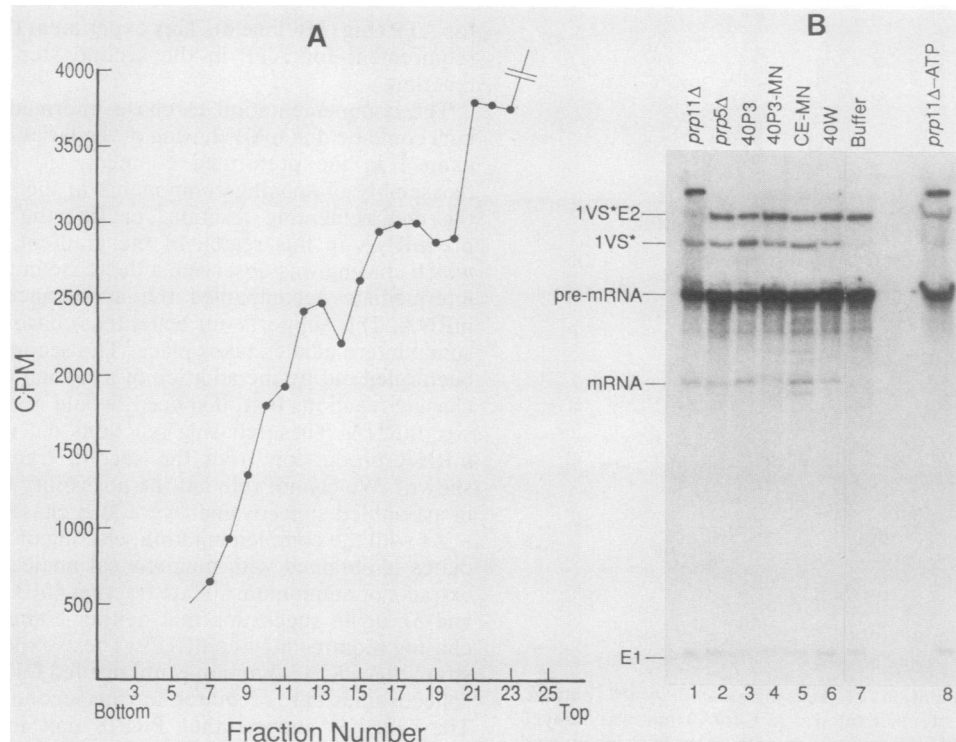 A
B
4000
3500
3000
2500
2000
1500
1000
500
CPM
3
5
7
9
11
13
15
17
19
21
23
25
Bottom
Top
Fraction Number
prp11Δ
prp5Δ
40P3
40P3-MN
CE-MN
40W
Buffer
prp11Δ–ATP
1VS*E2
1VS*
pre-mRNA
mRNA
E1
1 2 3 4 5 6 7 8